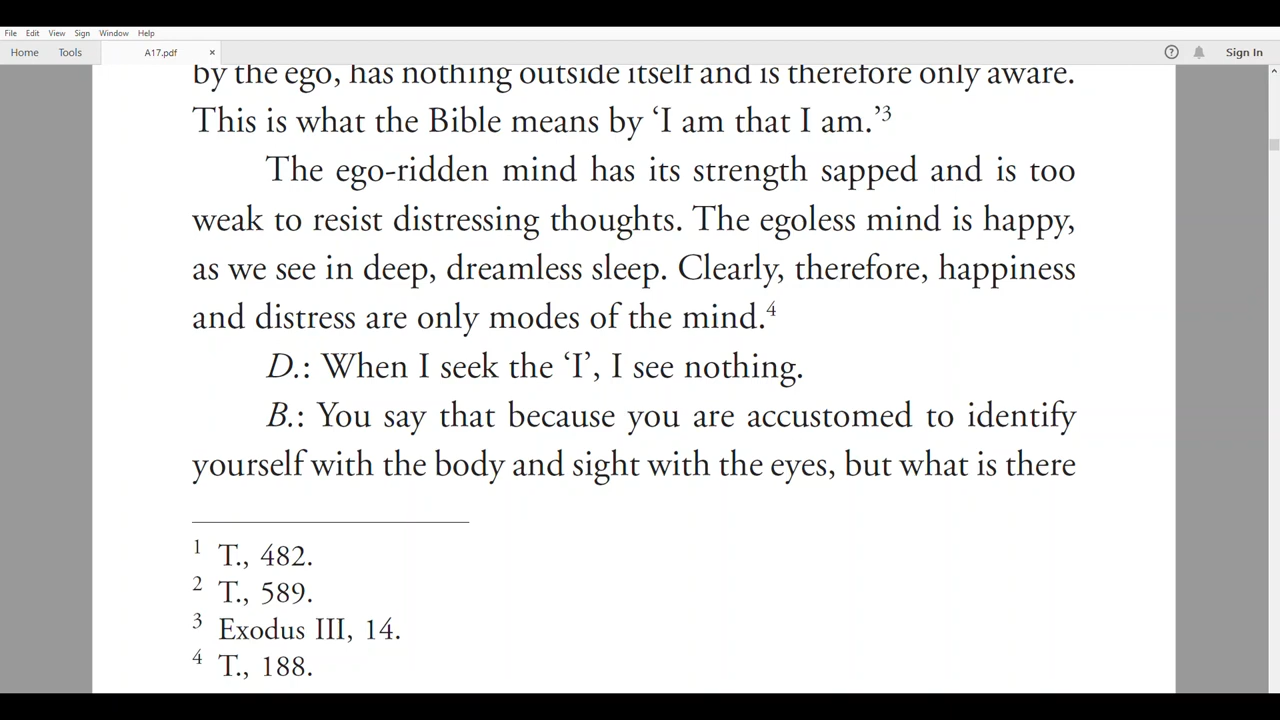 File Edit View Sign Window Help
Home Tools A17.pdf × ? Sign In
by the ego, has nothing outside itself and is therefore only aware.
This is what the Bible means by ‘I am that I am.’³
The ego-ridden mind has its strength sapped and is too
weak to resist distressing thoughts. The egoless mind is happy,
as we see in deep, dreamless sleep. Clearly, therefore, happiness
and distress are only modes of the mind.⁴
D.: When I seek the ‘I’, I see nothing.
B.: You say that because you are accustomed to identify
yourself with the body and sight with the eyes, but what is there
¹ T., 482.
² T., 589.
³ Exodus III, 14.
⁴ T., 188.